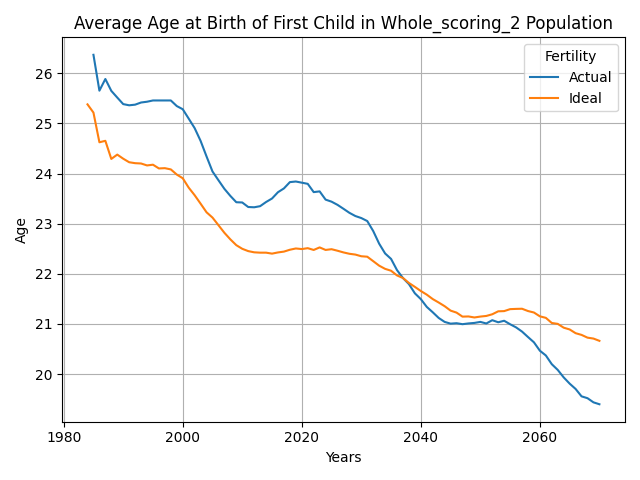 Average Age at Birth of First Child in Whole_scoring_2 Population
Fertility
Actual
Ideal
Age
26
25
24
23
22
21
20
1980
2000
2020
2040
2060
Years